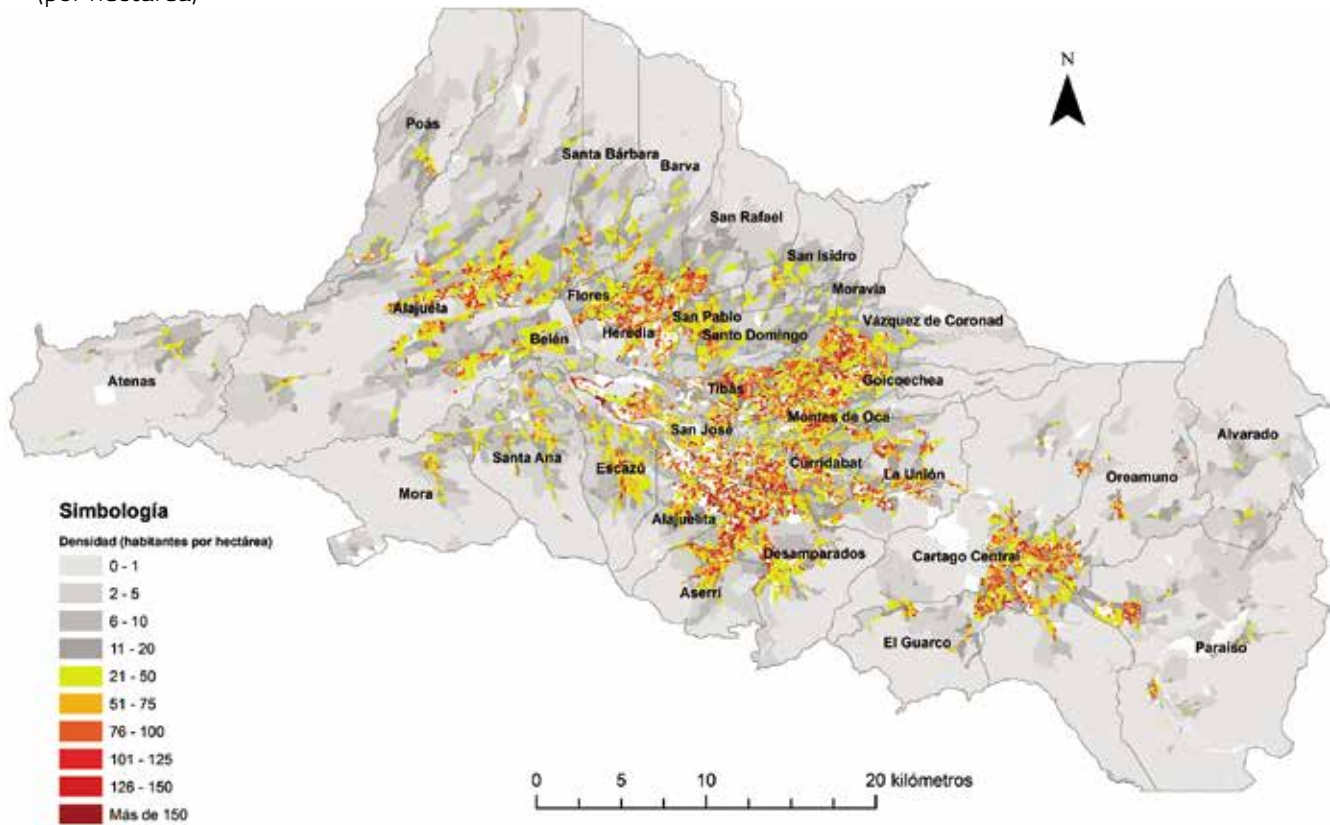 (por hectárea)
N
Poás
Santa Bárbara
Barva
San Rafael
San Isidro
Moravia
Alajuela
Flores
San Pablo
Vázquez de Coronad
Heredia
Santo Domingo
Belén
Atenas
Tibás
Goicoechea
Montes de Oca
San José
Alvarado
Santa Ana
Escazú
Curridabat
La Unión
Oreamuno
Mora
Alajuelita
Desamparados
Cartago Central
Aserrí
El Guarco
Paraíso
Simbología
Densidad (habitantes por hectárea)
0 - 1
2 - 5
6 - 10
11 - 20
21 - 50
51 - 75
76 - 100
101 - 125
126 - 150
Más de 150
0 5 10 20 kilómetros